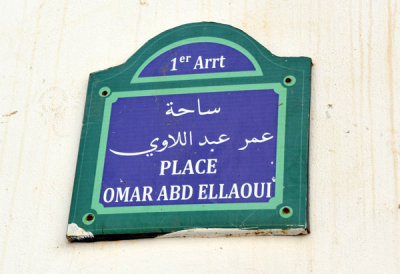 1er Arrt
ساحة
عمر عبد اللاوي
PLACE
OMAR ABD ELLAOUI